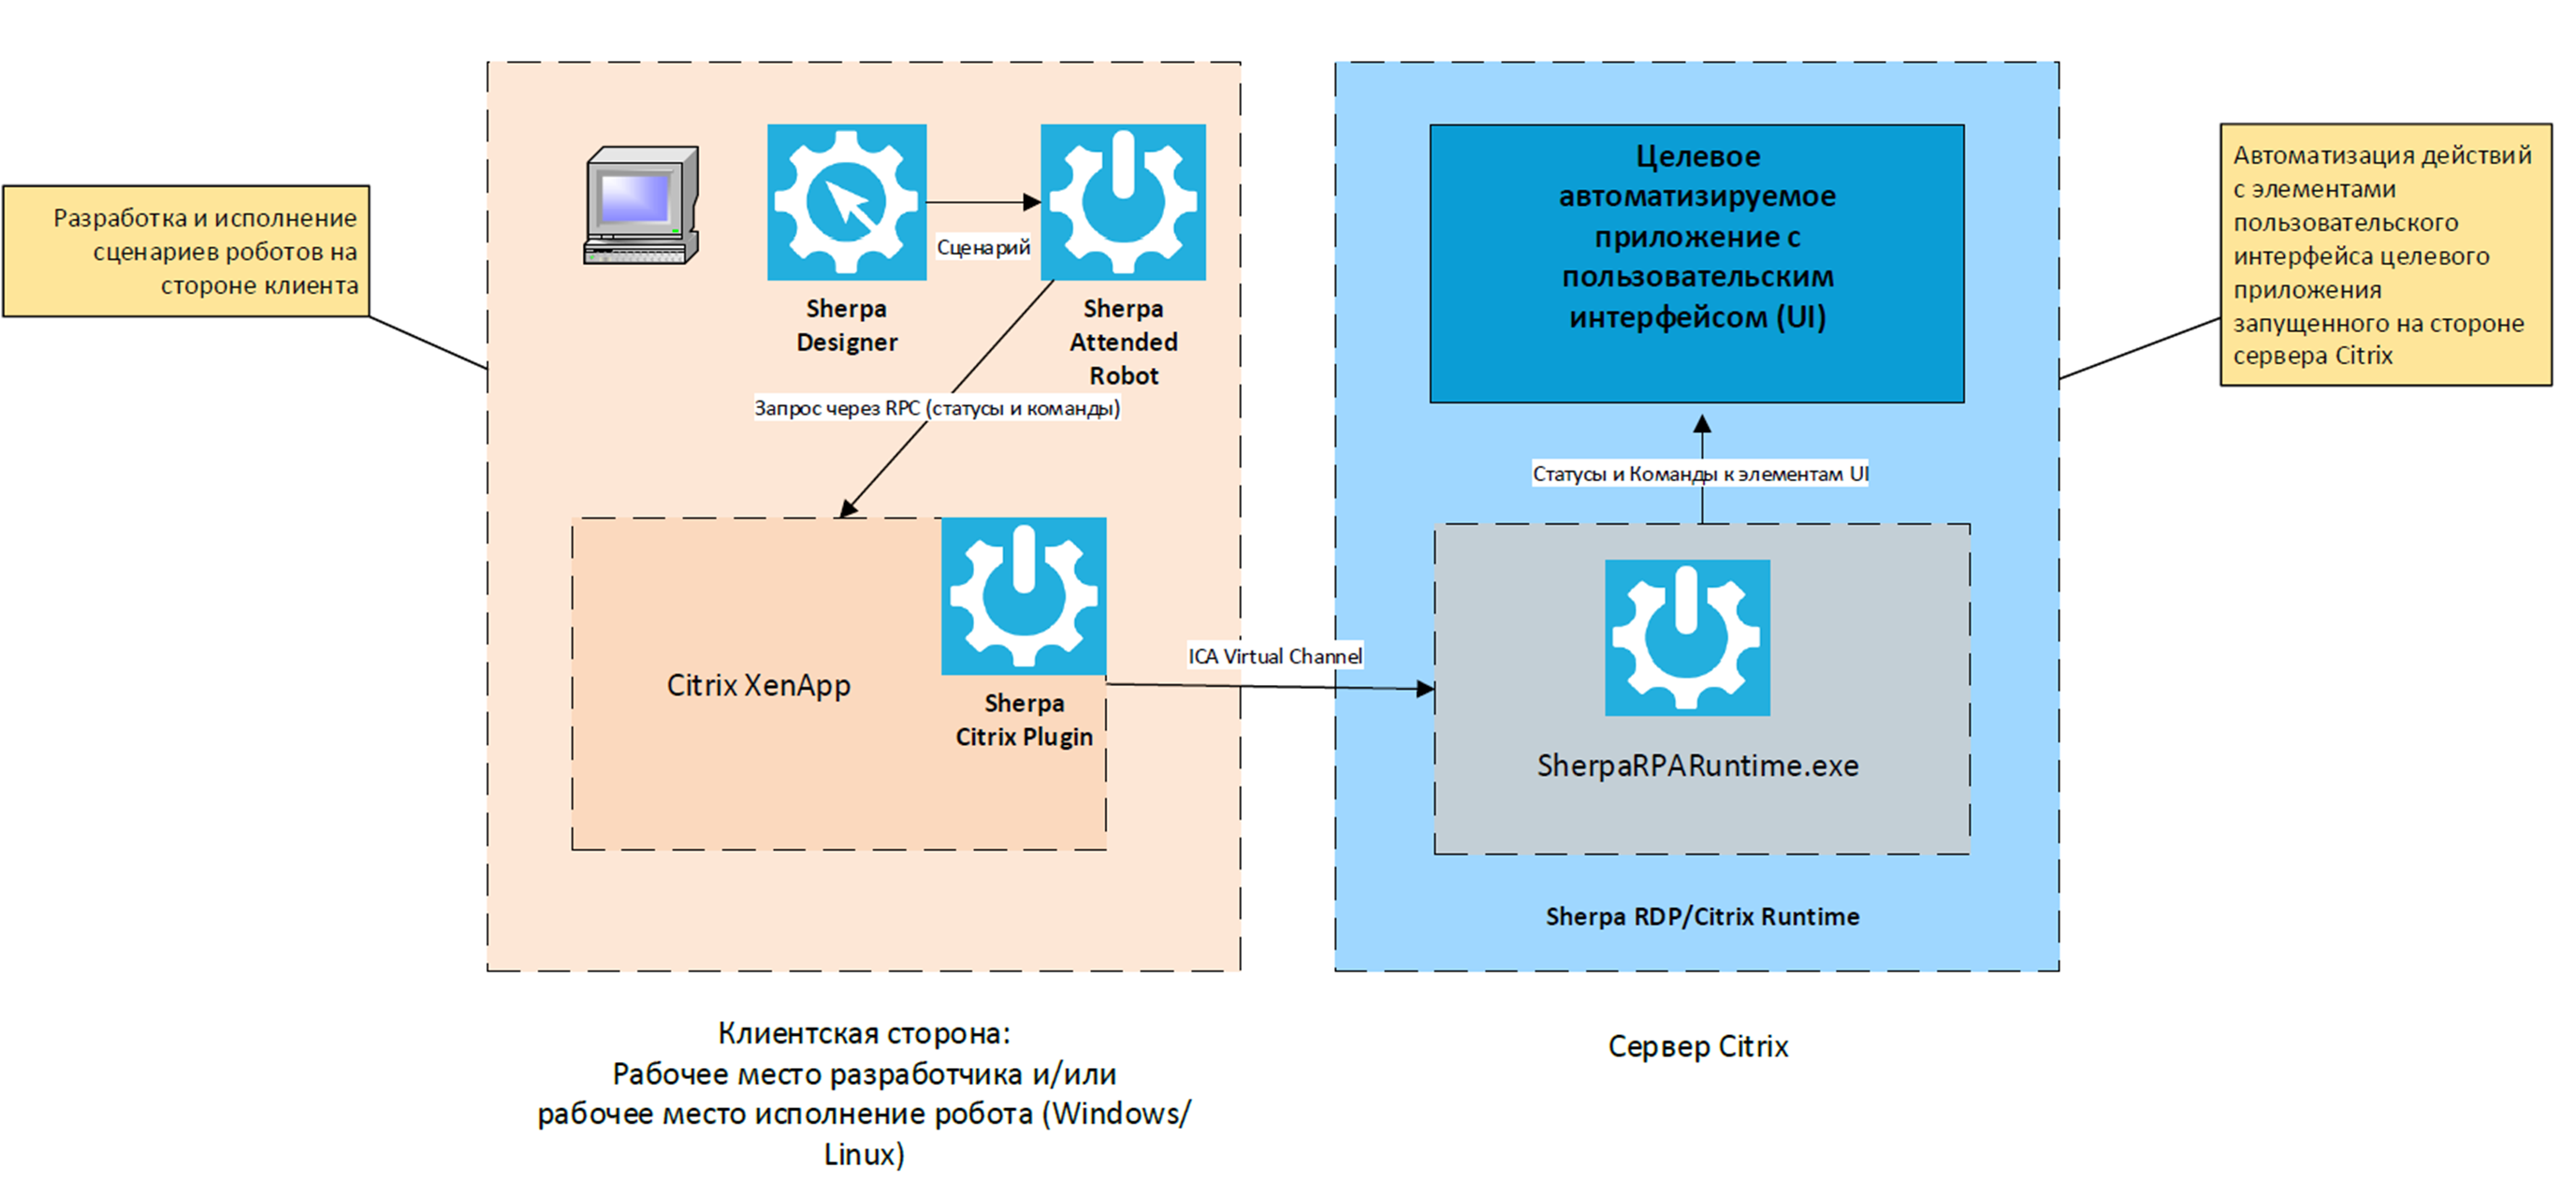 Разработка и исполнение
сценариев роботов на
стороне клиента
Сценарий
Sherpa
Designer
Sherpa
Attended
Robot
Запрос через RPC (статусы и команды)
Citrix XenApp
Sherpa
Citrix Plugin
ICA Virtual Channel
Целевое
автоматизируемое
приложение с
пользовательским
интерфейсом (UI)
Статусы и Команды к элементам UI
SherpaRPARuntime.exe
Sherpa RDP/Citrix Runtime
Автоматизация действий
с элементами
пользовательского
интерфейса целевого
приложения
запущенного на стороне
сервера Citrix
Клиентская сторона:
Рабочее место разработчика и/или
рабочее место исполнение робота (Windows/
Linux)
Сервер Citrix